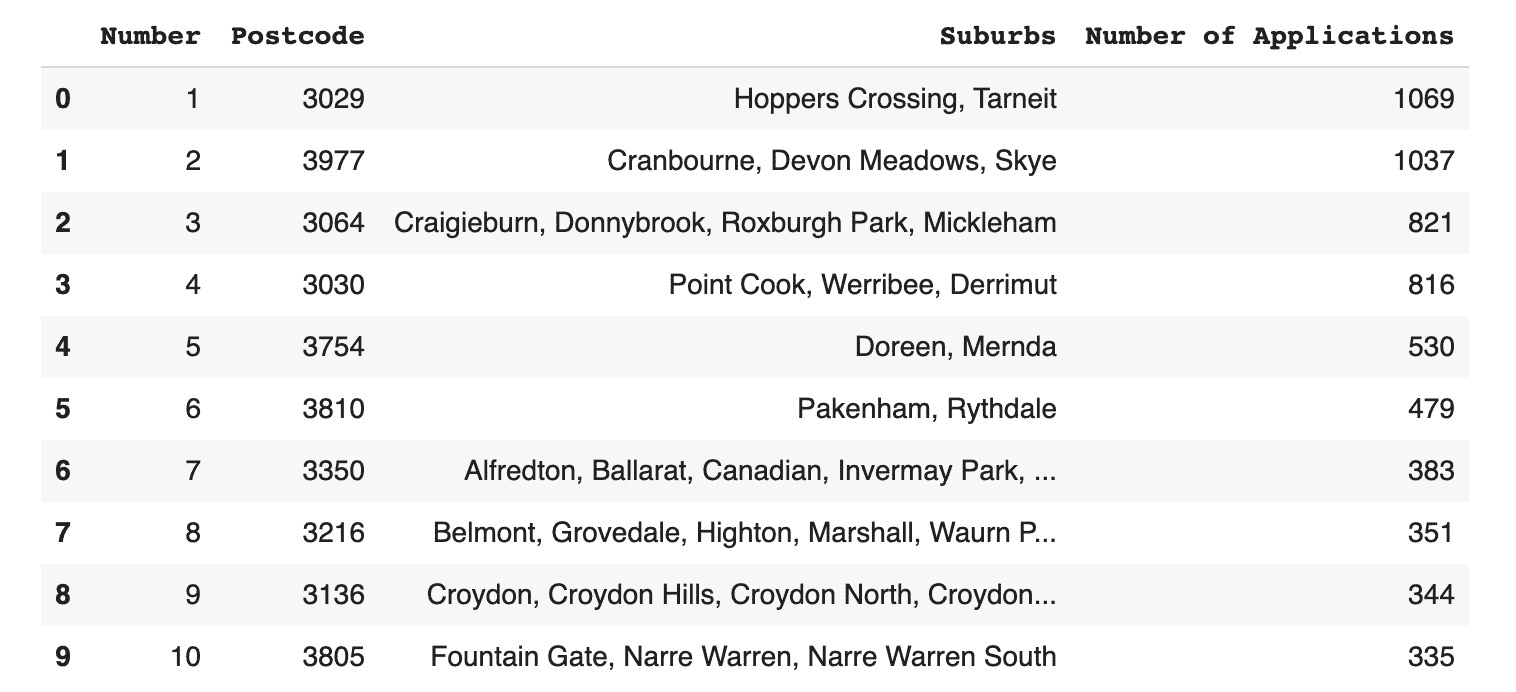 Number Postcode Suburbs Number of Applications
0 1 3029 Hoppers Crossing, Tarneit 1069
1 2 3977 Cranbourne, Devon Meadows, Skye 1037
2 3 3064 Craigieburn, Donnybrook, Roxburgh Park, Mickleham 821
3 4 3030 Point Cook, Werribee, Derrimut 816
4 5 3754 Doreen, Mernda 530
5 6 3810 Pakenham, Rythdale 479
6 7 3350 Alfredton, Ballarat, Canadian, Invermay Park, ... 383
7 8 3216 Belmont, Grovedale, Highton, Marshall, Waurn P... 351
8 9 3136 Croydon, Croydon Hills, Croydon North, Croydon... 344
9 10 3805 Fountain Gate, Narre Warren, Narre Warren South 335